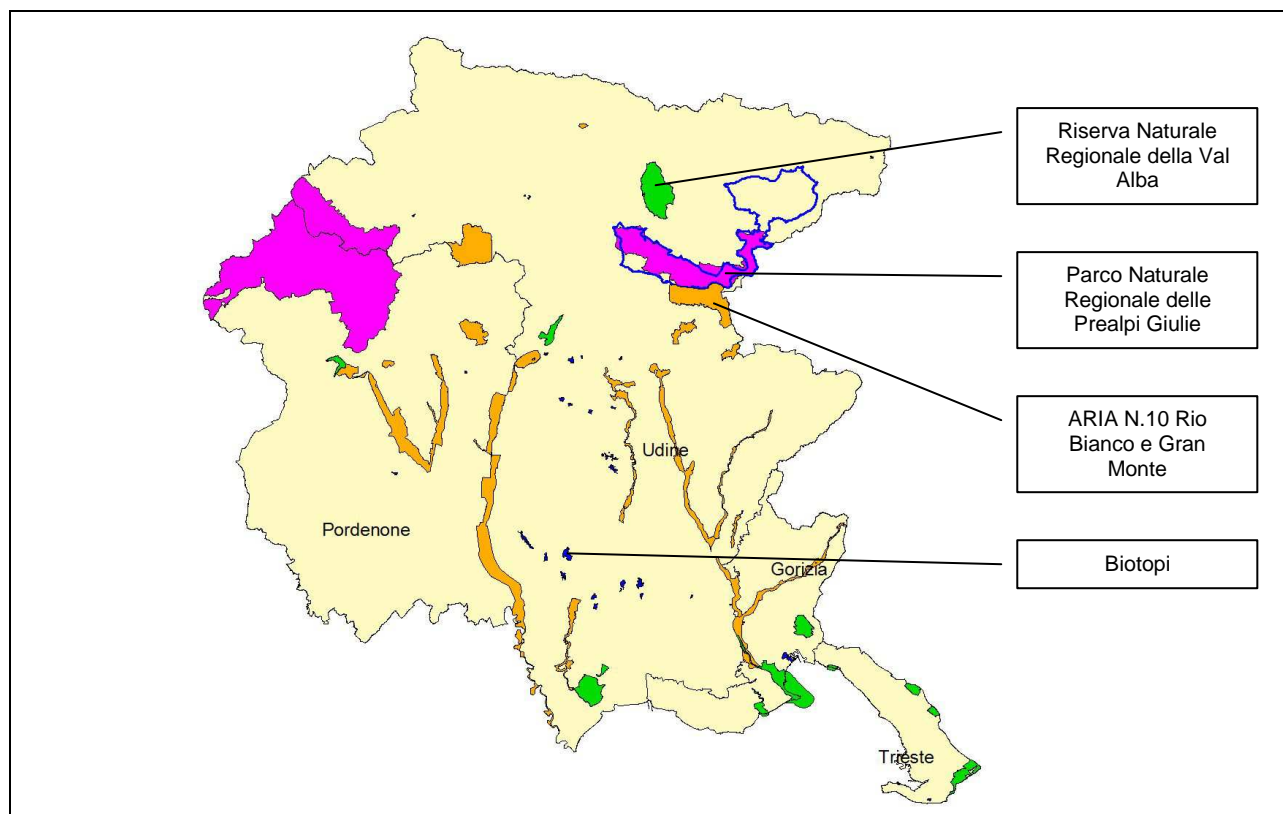 Riserva Naturale
Regionale della Val
Alba
Parco Naturale
Regionale delle
Prealpi Giulie
ARIA N.10 Rio
Bianco e Gran
Monte
Udine
Pordenone
Gorizia
Biotopi
Trieste